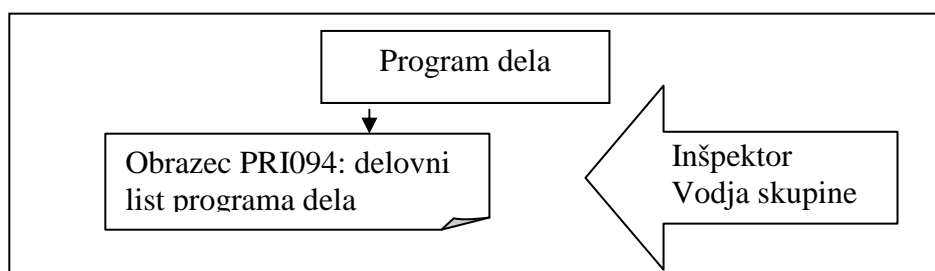 Program dela
Obrazec PRI094: delovni
list programa dela
Inšpektor
Vodja skupine